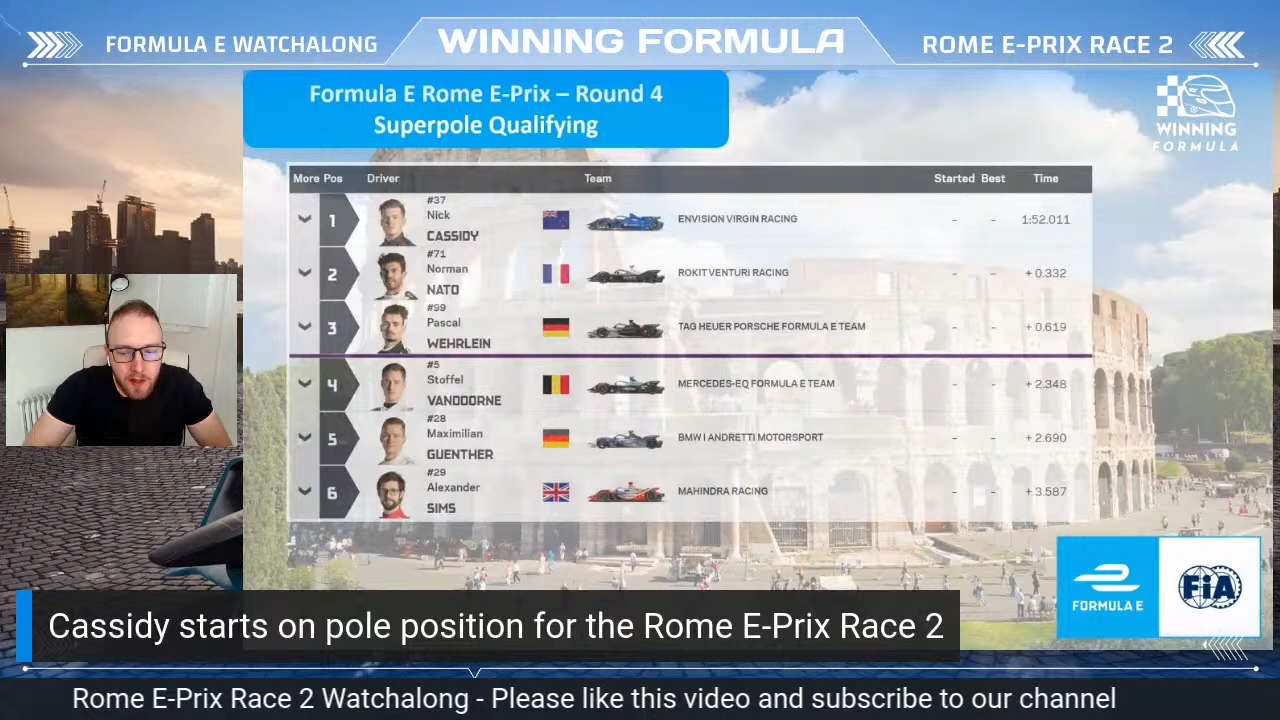 FORMULA E WATCHALONG
WINNING FORMULA
ROME E-PRIX RACE 2
Formula E Rome E-Prix – Round 4
Superpole Qualifying
WINNING
FORMULA
More Pos Driver Team Started Best Time
1 #37 Nick CASSIDY ENVISION VIRGIN RACING - - 1:52.011
2 #71 Norman NATO ROKIT VENTURI RACING - - + 0.332
3 #99 Pascal WEHRLEIN TAG HEUER PORSCHE FORMULA E TEAM - - + 0.619
4 #5 Stoffel VANDOORNE MERCEDES-EQ FORMULA E TEAM - - + 2.348
5 #28 Maximilian GUENTHER BMW I ANDRETTI MOTORSPORT - - + 2.690
6 #29 Alexander SIMS MAHINDRA RACING - - + 3.587
FORMULA E
FiA
Cassidy starts on pole position for the Rome E-Prix Race 2
Rome E-Prix Race 2 Watchalong - Please like this video and subscribe to our channel